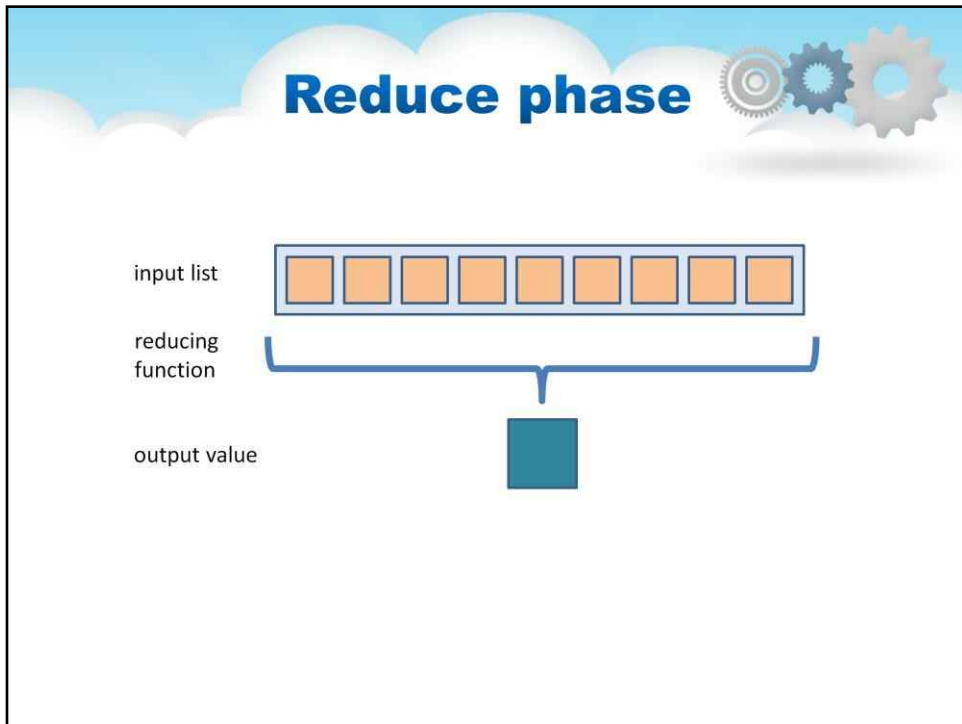 Reduce phase
input list
reducing
function
output value